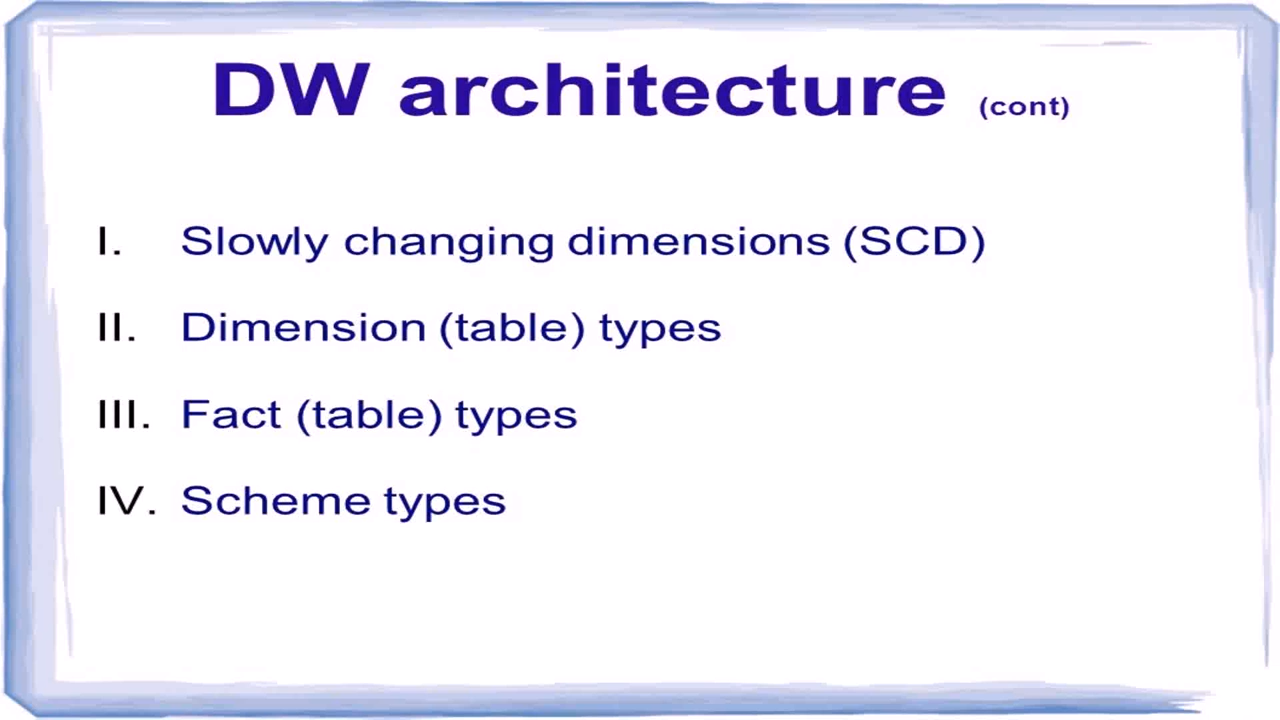 DW architecture (cont)
I. Slowly changing dimensions (SCD)
II. Dimension (table) types
III. Fact (table) types
IV. Scheme types